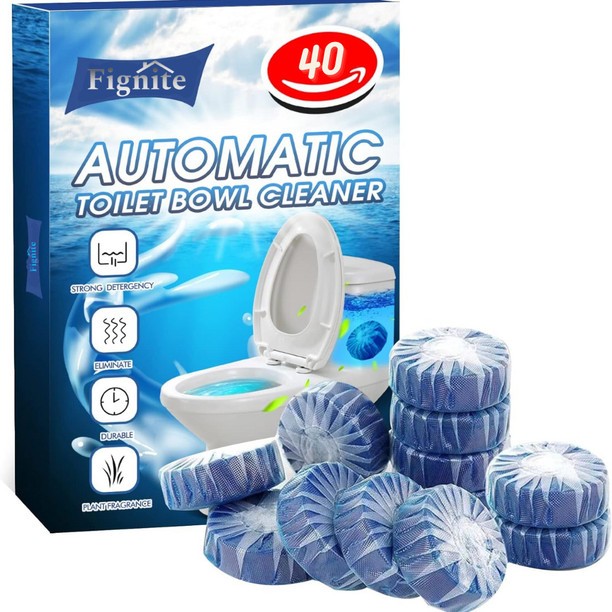 Fignite
40
AUTOMATIC
TOILET BOWL CLEANER
Fignite
STRONG DETERGENCY
ELIMINATE
DURABLE
PLANT FRAGRANCE